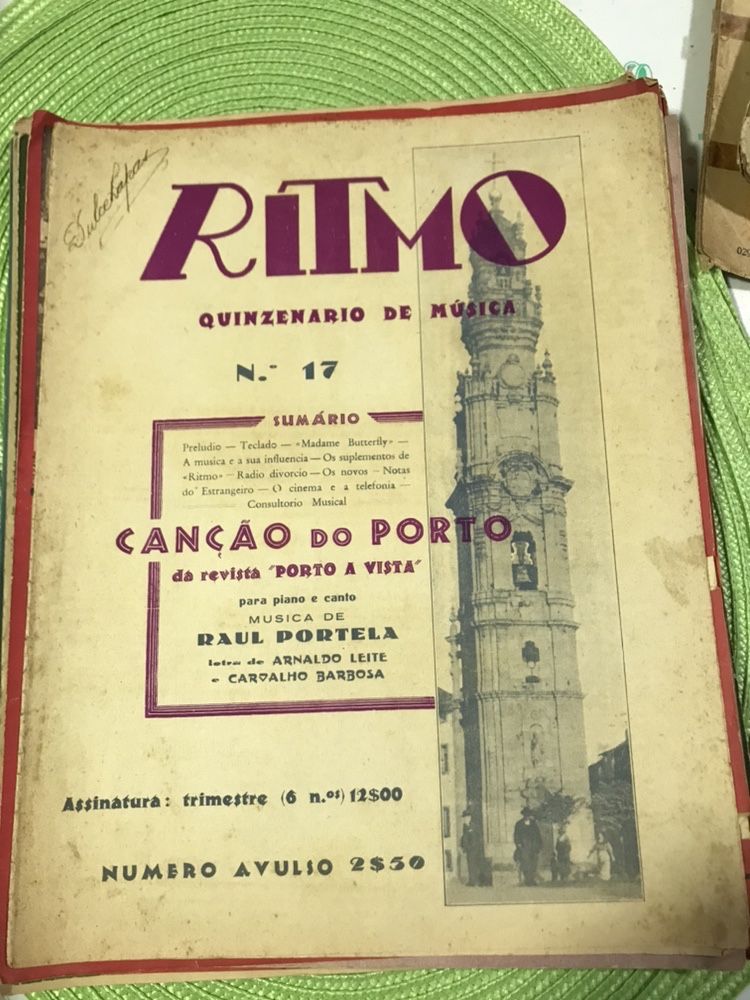 RITMO
QUINZENARIO DE MÚSICA
N.º 17
SUMÁRIO
Preludio — Teclado — «Madame Butterfly» —
A musica e a sua influencia — Os suplementos de
«Ritmo» — Radio divorcio — Os novos — Notas
do Estrangeiro — O cinema e a telefonia —
Consultorio Musical
CANÇÃO DO PORTO
da revista "PORTO A VISTA"
para piano e canto
MUSICA DE
RAUL PORTELA
letra de ARNALDO LEITE
e CARVALHO BARBOSA
Assinatura: trimestre (6 n.os) 12$00
NUMERO AVULSO 2$50